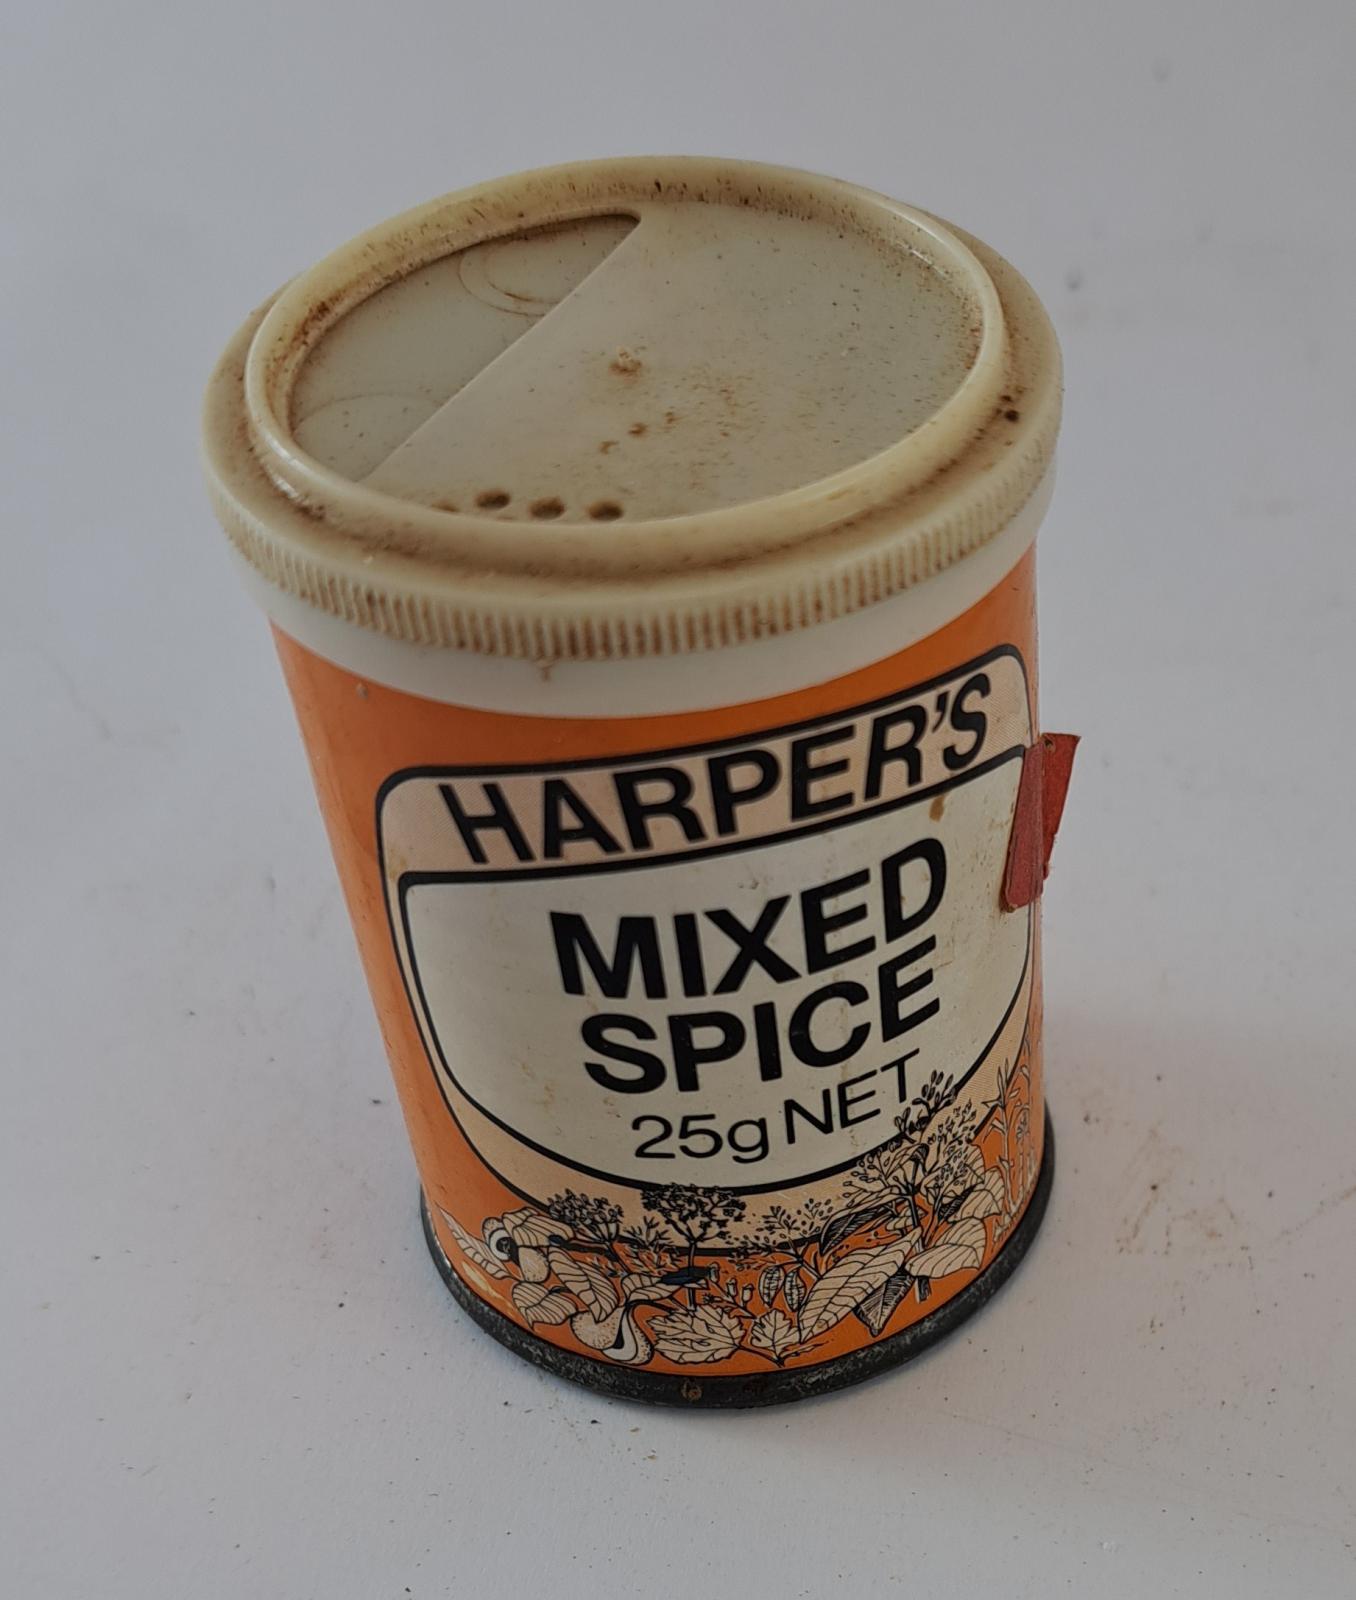 HARPER'S
MIXED
SPICE
25g NET